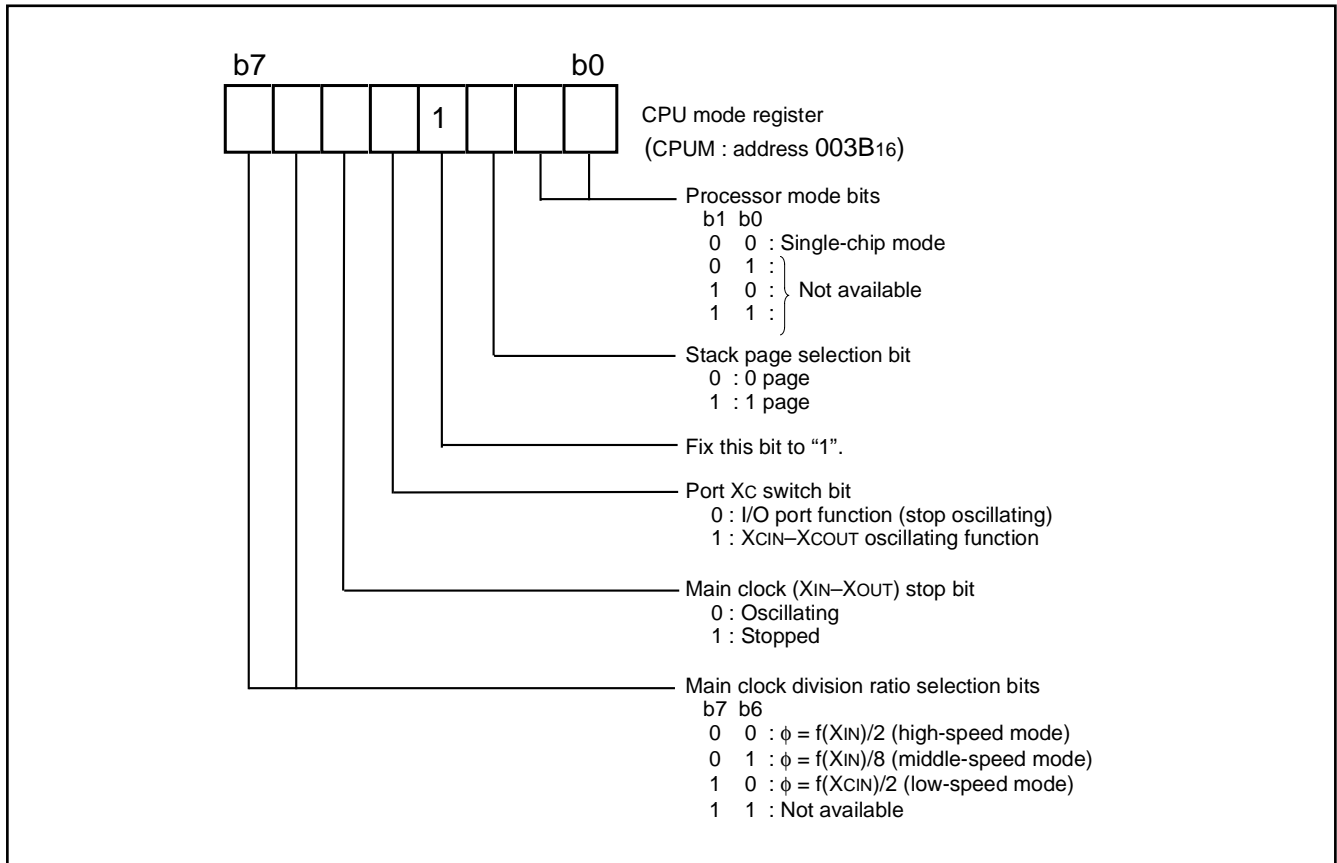 b7 b0
1
CPU mode register
(CPUM : address 003B16)
Processor mode bits
b1 b0
0 0 : Single-chip mode
0 1 :
1 0 : Not available
1 1 :
Stack page selection bit
0 : 0 page
1 : 1 page
Fix this bit to “1”.
Port XC switch bit
0 : I/O port function (stop oscillating)
1 : XCIN–XCOUT oscillating function
Main clock (XIN–XOUT) stop bit
0 : Oscillating
1 : Stopped
Main clock division ratio selection bits
b7 b6
0 0 : φ = f(XIN)/2 (high-speed mode)
0 1 : φ = f(XIN)/8 (middle-speed mode)
1 0 : φ = f(XCIN)/2 (low-speed mode)
1 1 : Not available